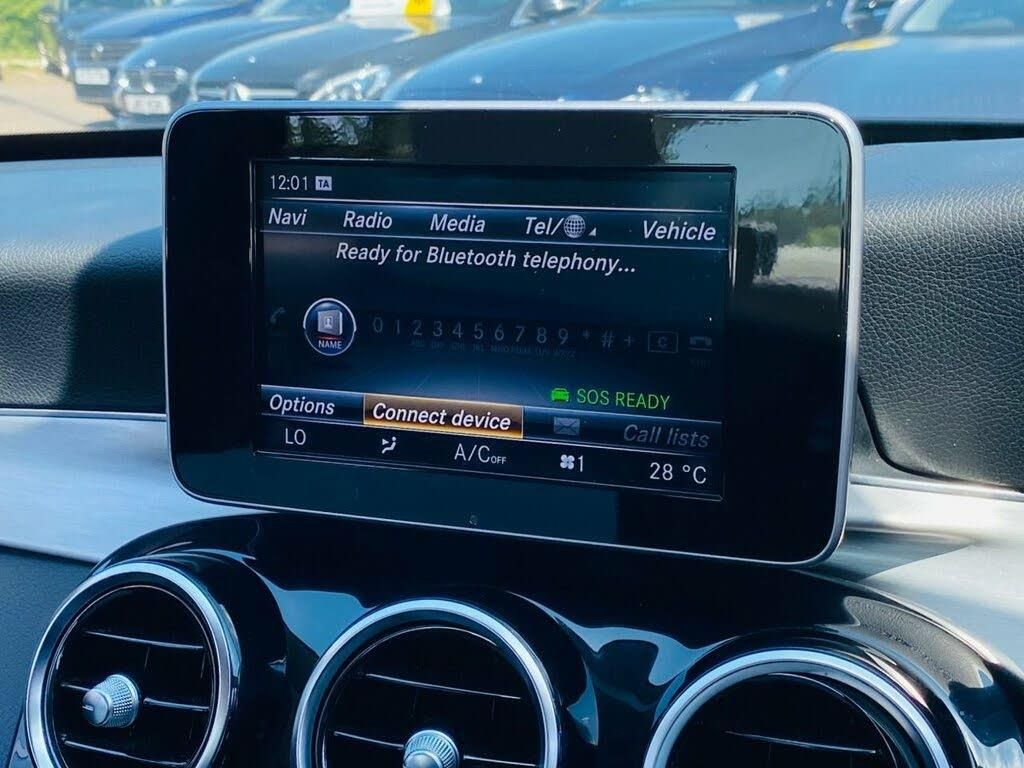 12:01 TA
Navi Radio Media Tel/ Vehicle
Ready for Bluetooth telephony...
NAME 0 1 2 3 4 5 6 7 8 9 * # + C
SOS READY
Options Connect device Call lists
LO A/C OFF 1 28 °C